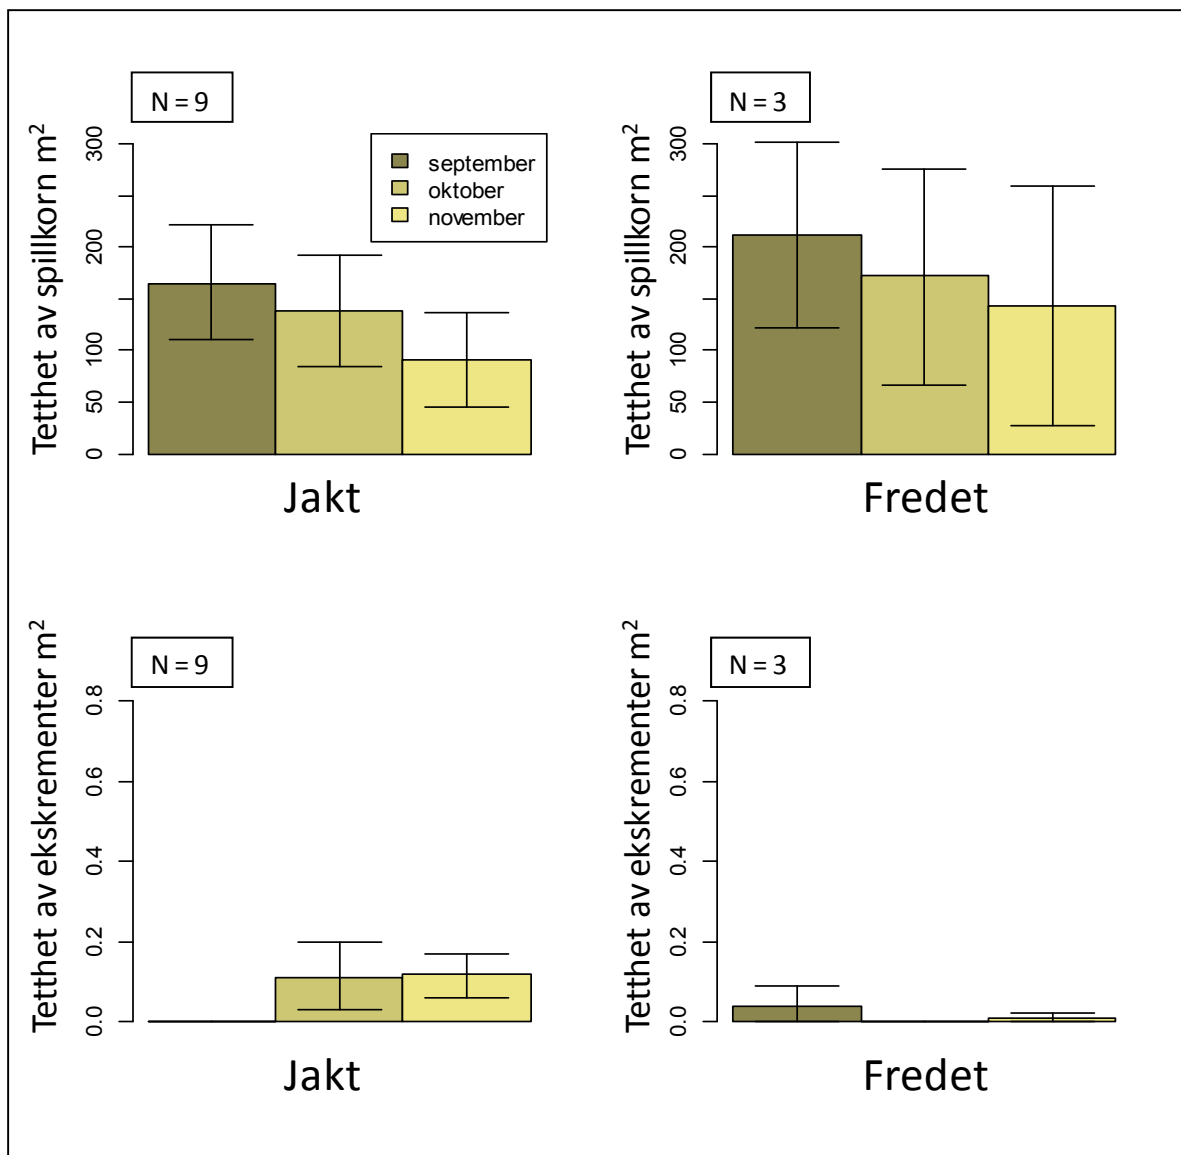 N = 9
Tetthet av spillkorn m²
300
200
100
50
0
september
oktober
november
Jakt
N = 3
Tetthet av spillkorn m²
300
200
100
50
0
Fredet
N = 9
Tetthet av ekskrementer m²
0.8
0.6
0.4
0.2
0.0
Jakt
N = 3
Tetthet av ekskrementer m²
0.8
0.6
0.4
0.2
0.0
Fredet